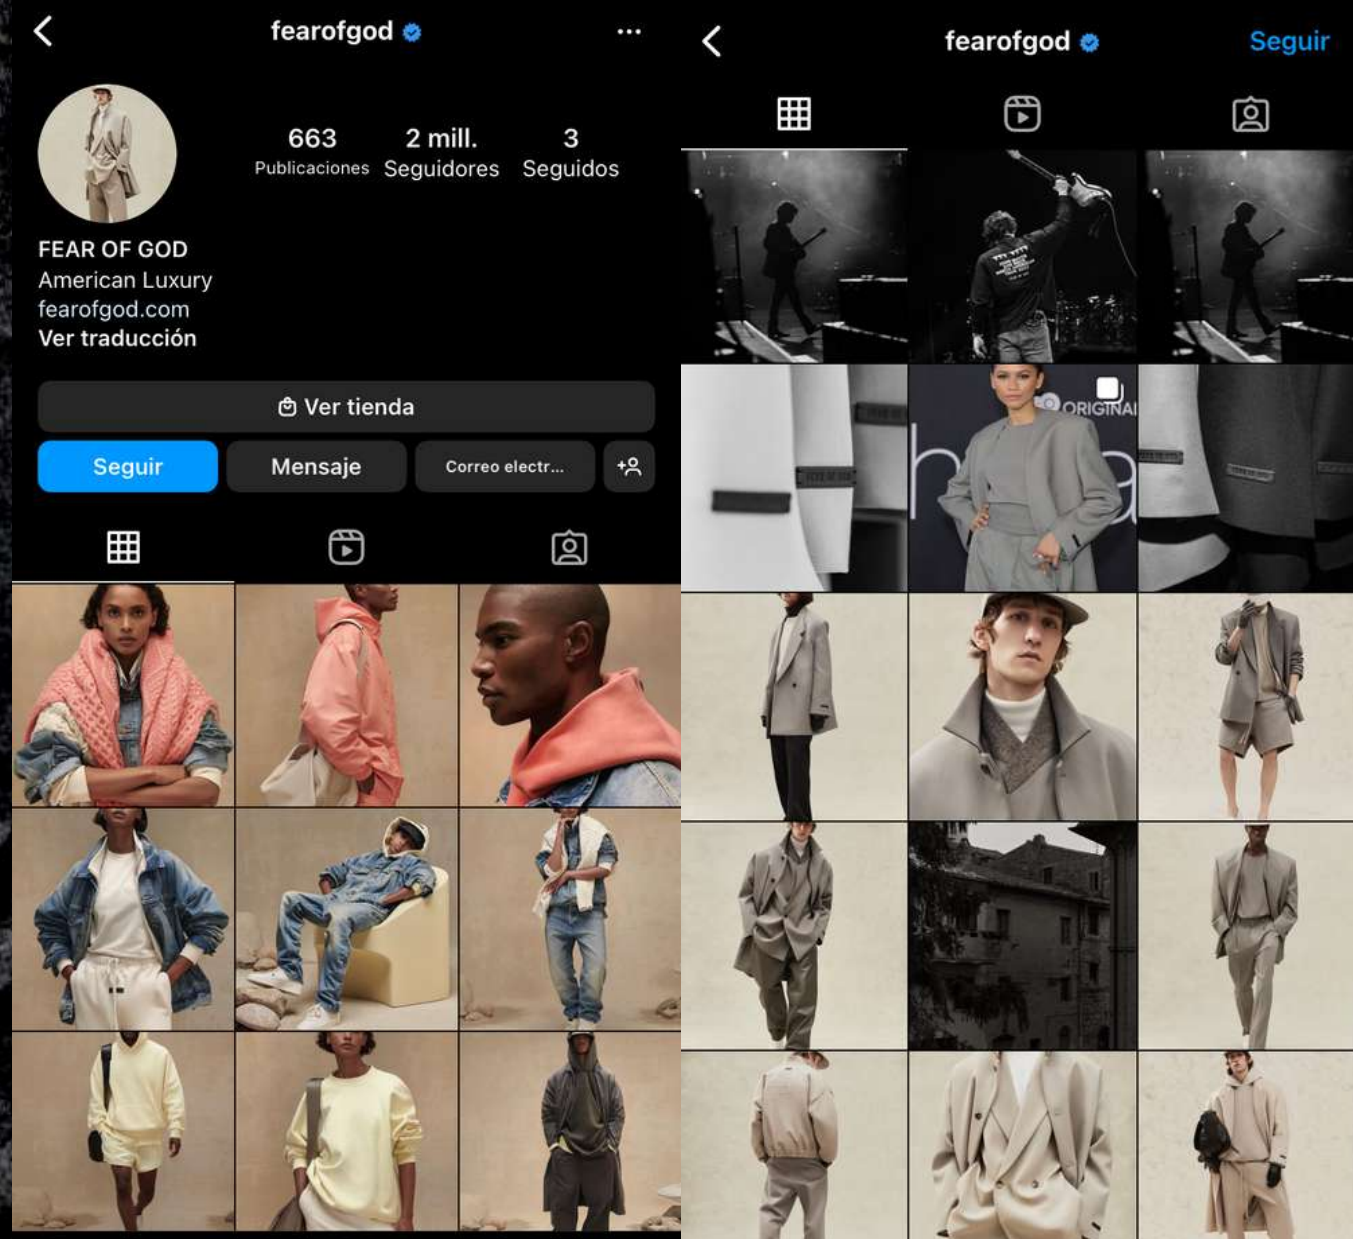 fearofgod
663
2 mill.
3
Publicaciones
Seguidores
Seguidos
FEAR OF GOD
American Luxury
fearofgod.com
Ver traducción
Ver tienda
Seguir
Mensaje
Correo electr...
fearofgod
Seguir
ORIGINAL
h
a